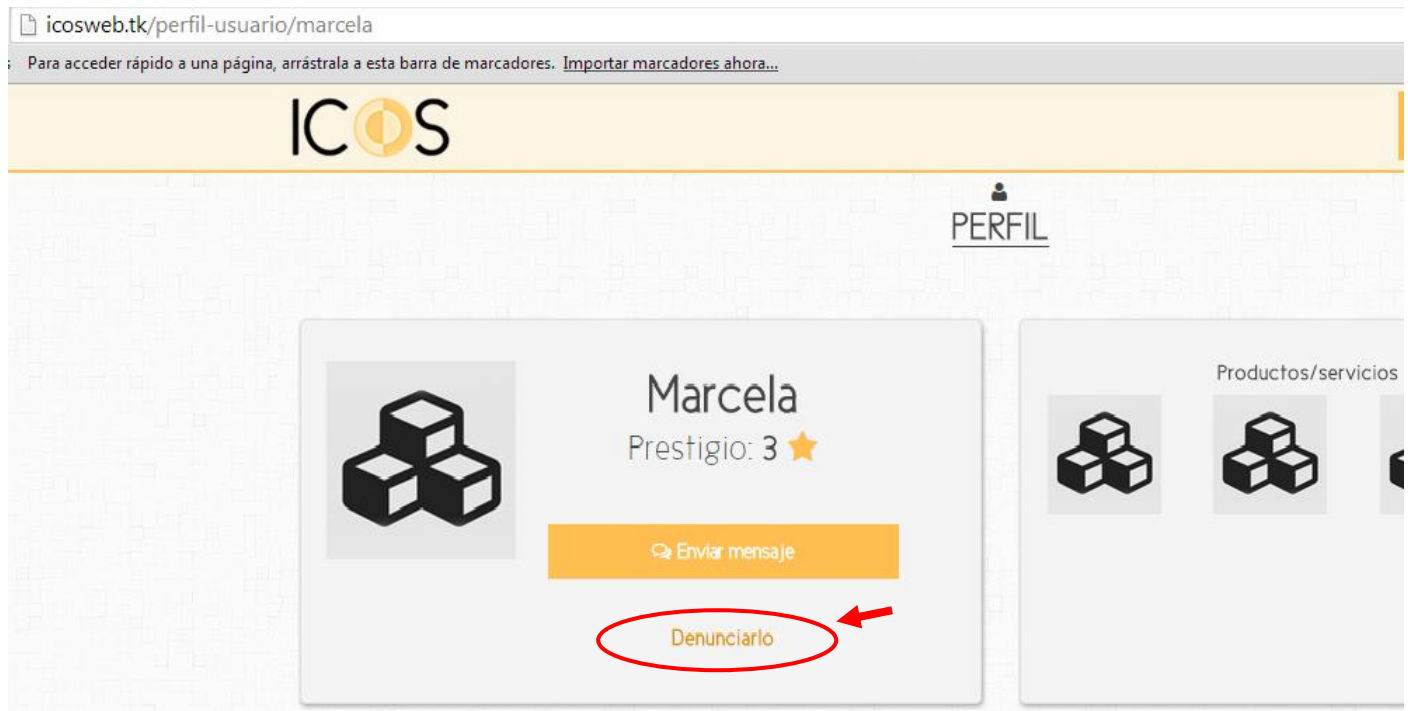 icosweb.tk/perfil-usuario/marcela
Para acceder rápido a una página, arrástrala a esta barra de marcadores. Importar marcadores ahora...
ICOS
PERFIL
Marcela
Prestigio: 3
Enviar mensaje
Denunciarlo
Productos/servicios